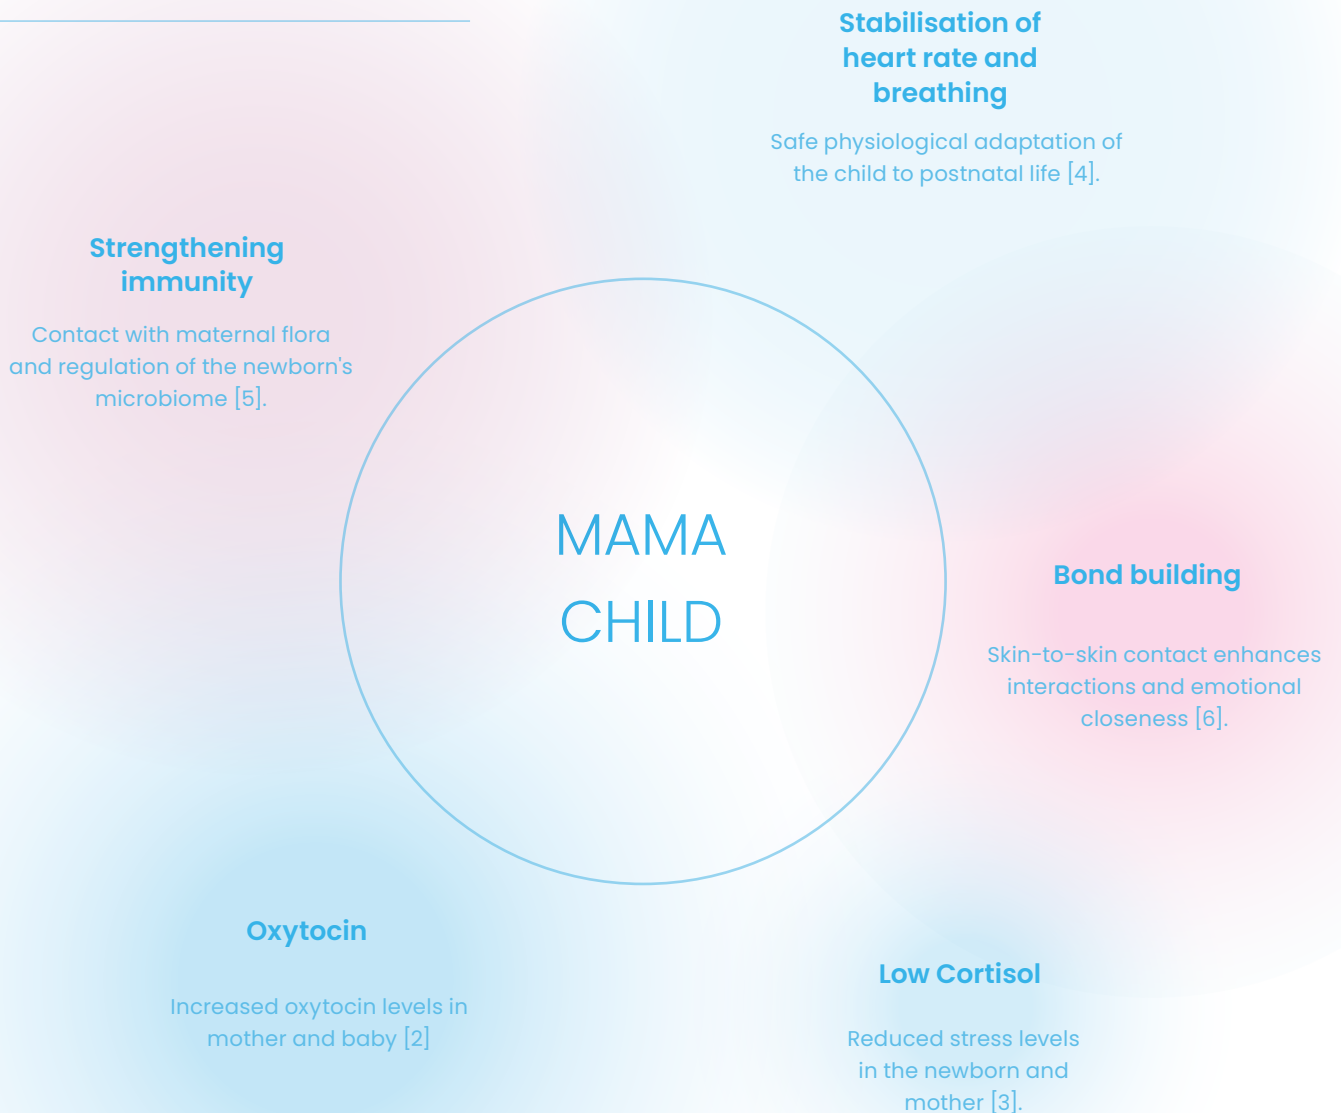 Stabilisation of
heart rate and
breathing
Safe physiological adaptation of
the child to postnatal life [4].
Strengthening
immunity
Contact with maternal flora
and regulation of the newborn's
microbiome [5].
MAMA
CHILD
Bond building
Skin-to-skin contact enhances
interactions and emotional
closeness [6].
Oxytocin
Increased oxytocin levels in
mother and baby [2]
Low Cortisol
Reduced stress levels
in the newborn and
mother [3].